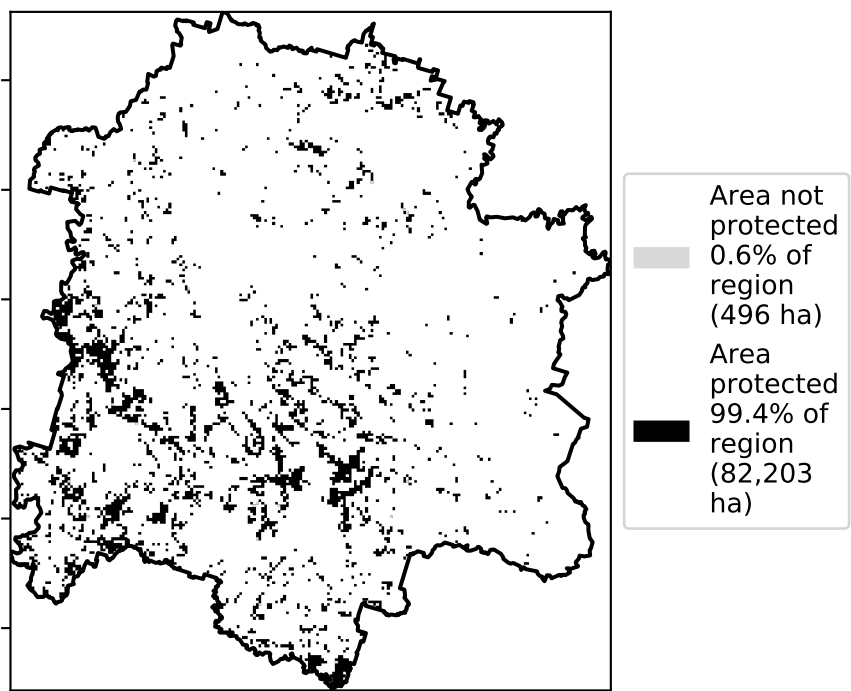 Area not
protected
0.6% of
region
(496 ha)
Area
protected
99.4% of
region
(82,203
ha)